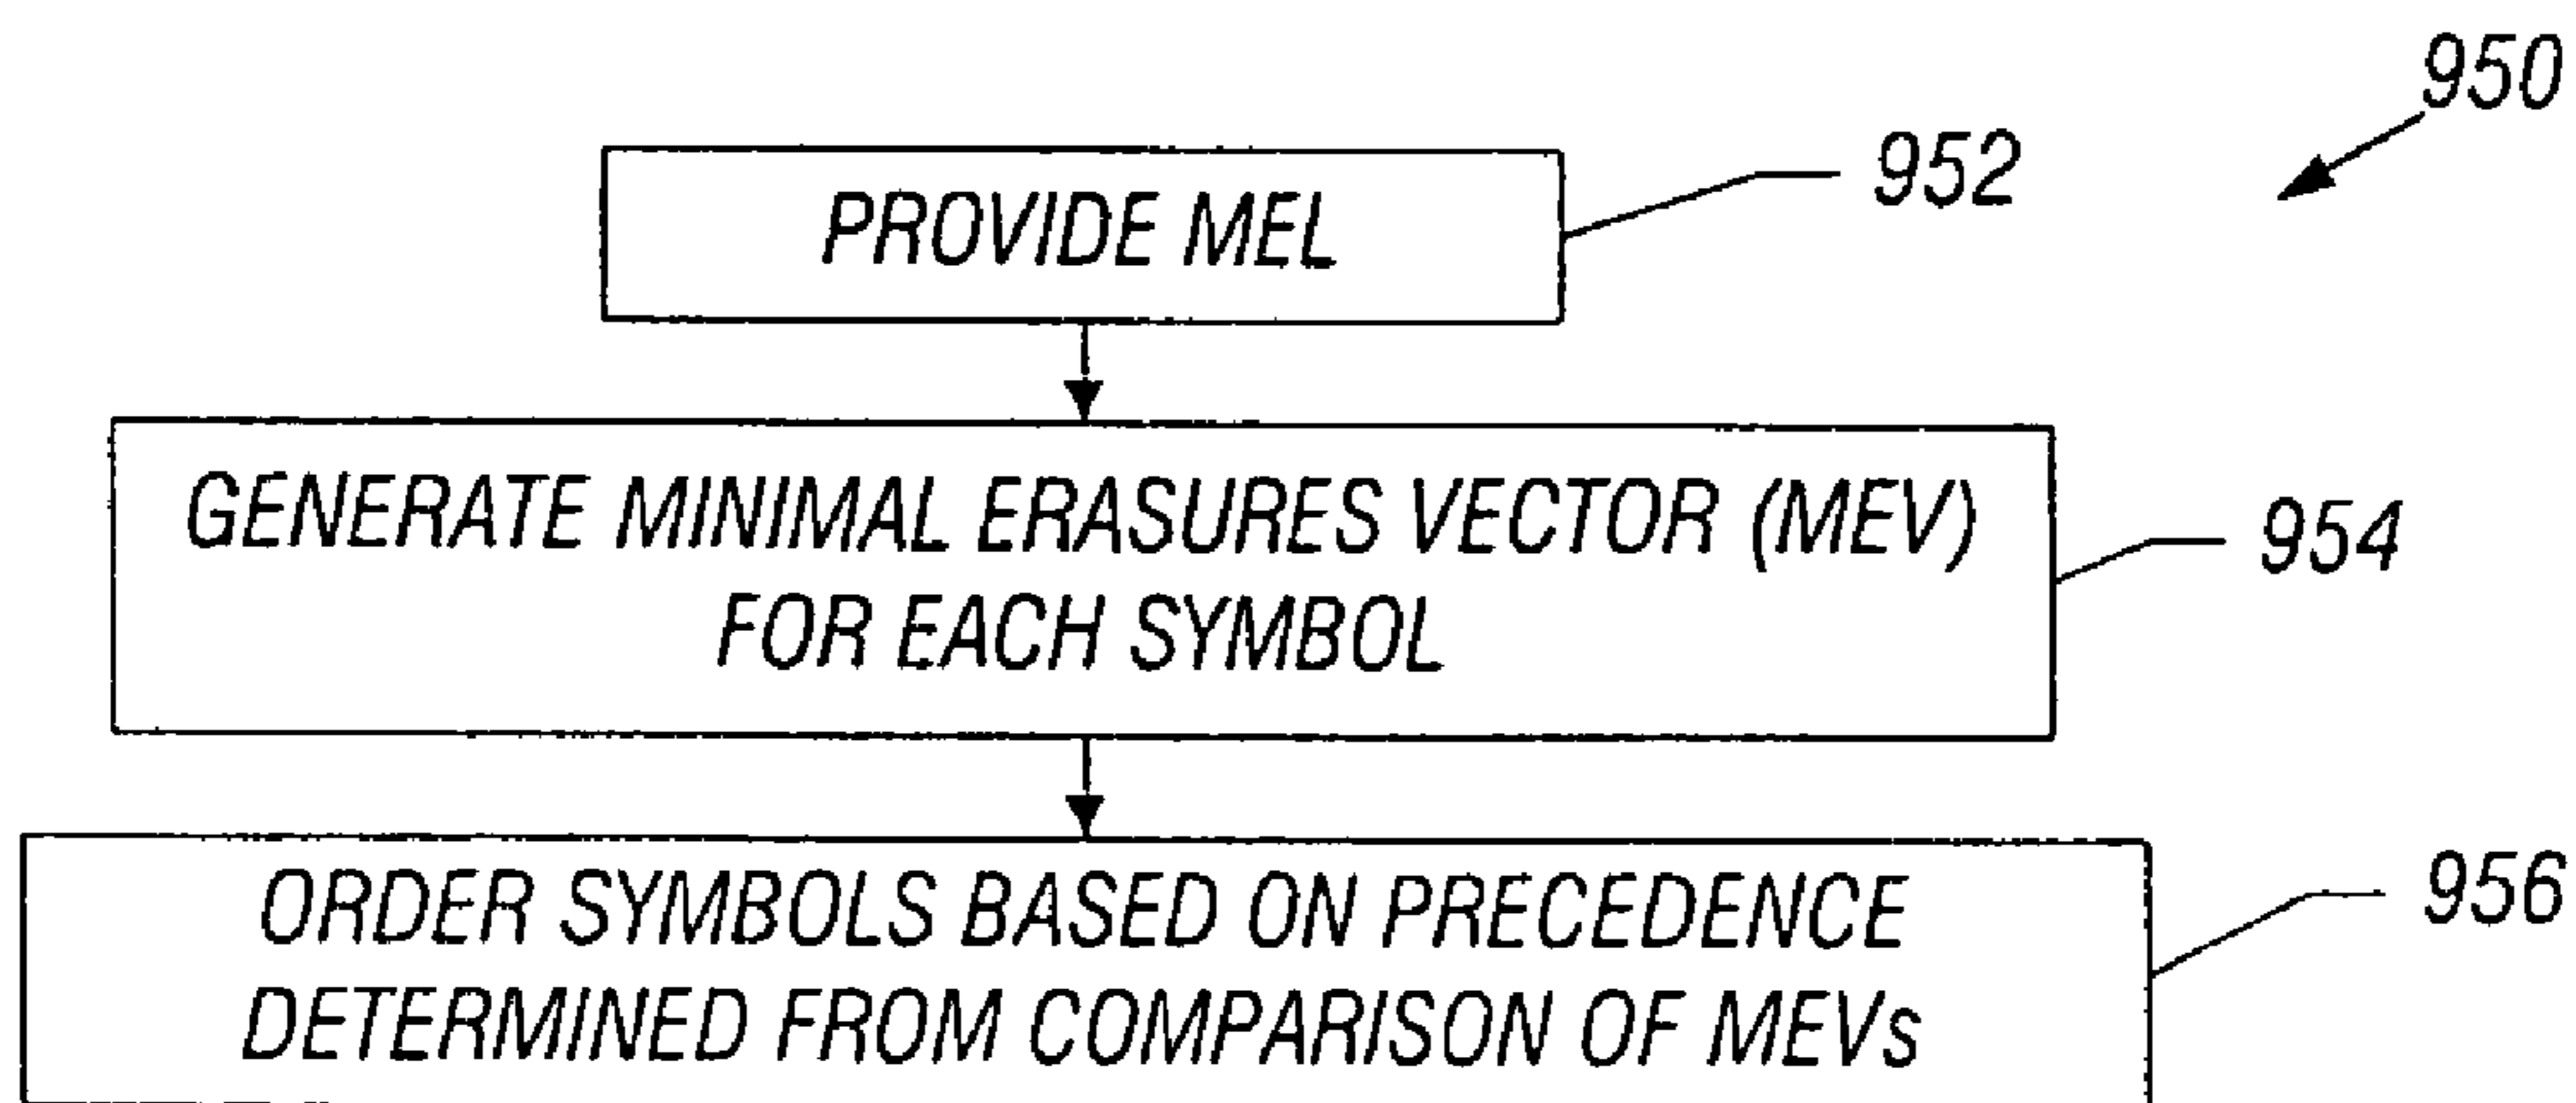 950
PROVIDE MEL
952
GENERATE MINIMAL ERASURES VECTOR (MEV)
FOR EACH SYMBOL
954
ORDER SYMBOLS BASED ON PRECEDENCE
DETERMINED FROM COMPARISON OF MEVs
956